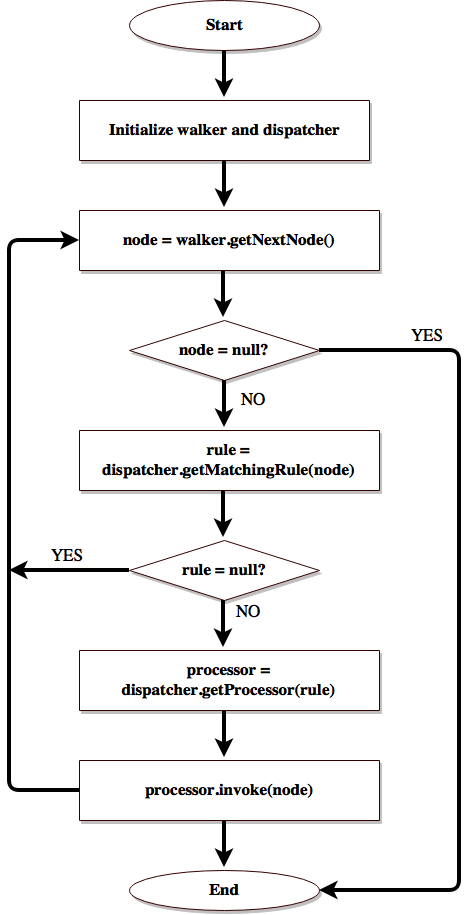 Start
Initialize walker and dispatcher
node = walker.getNextNode()
node = null?
YES
NO
rule =
dispatcher.getMatchingRule(node)
YES
rule = null?
NO
processor =
dispatcher.getProcessor(rule)
processor.invoke(node)
End